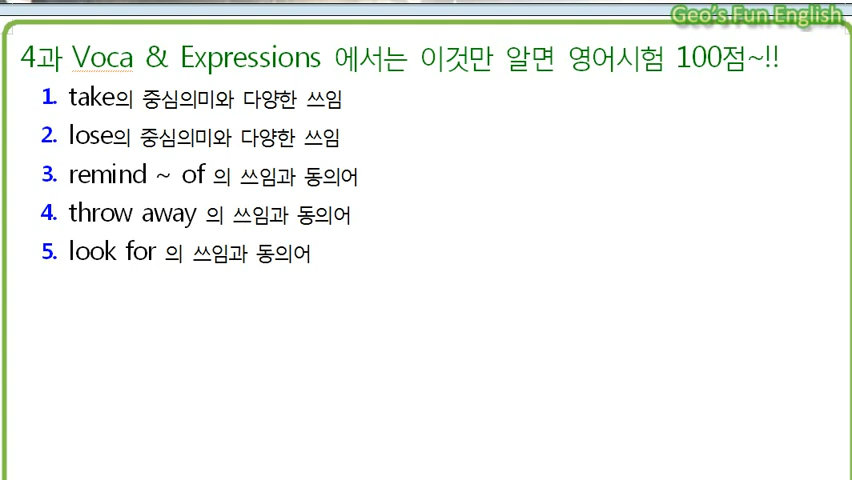 Geo's Fun English
4과 Voca & Expressions 에서는 이것만 알면 영어시험 100점~!!
1. take의 중심의미와 다양한 쓰임
2. lose의 중심의미와 다양한 쓰임
3. remind ~ of 의 쓰임과 동의어
4. throw away 의 쓰임과 동의어
5. look for 의 쓰임과 동의어